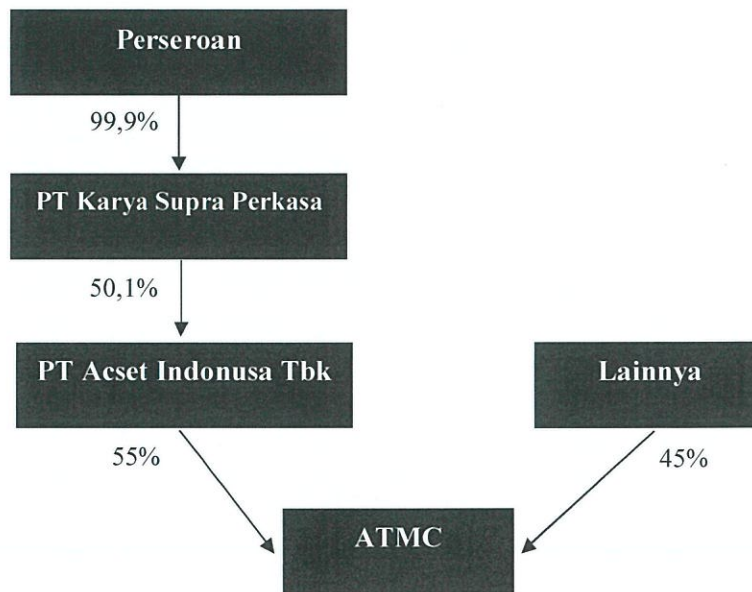 Perseroan
99,9%
PT Karya Supra Perkasa
50,1%
PT Acset Indonusa Tbk
Lainnya
55%
45%
ATMC